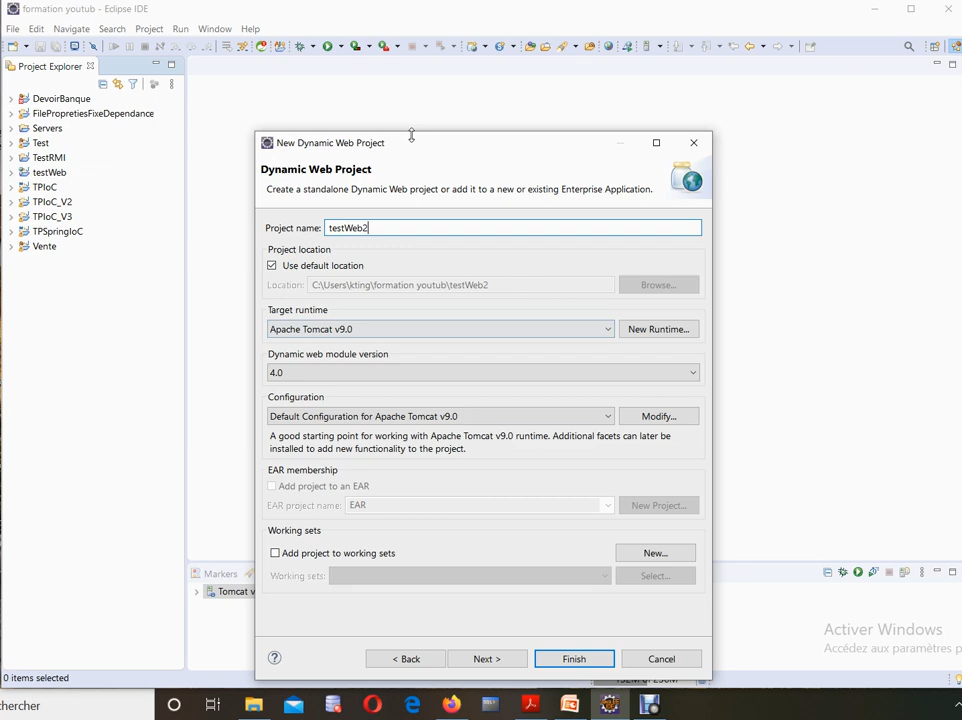 formation youtub - Eclipse IDE
File Edit Navigate Search Project Run Window Help
Project Explorer
DevoirBanque
FilePropretiesFixeDependance
Servers
Test
TestRMI
testWeb
TPIoC
TPIoC_V2
TPIoC_V3
TPSpringIoC
Vente
New Dynamic Web Project
Dynamic Web Project
Create a standalone Dynamic Web project or add it to a new or existing Enterprise Application.
Project name: testWeb2
Project location
Use default location
Location: C:\Users\kting\formation youtub\testWeb2 Browse...
Target runtime
Apache Tomcat v9.0 New Runtime...
Dynamic web module version
4.0
Configuration
Default Configuration for Apache Tomcat v9.0 Modify...
A good starting point for working with Apache Tomcat v9.0 runtime. Additional facets can later be
installed to add new functionality to the project.
EAR membership
Add project to an EAR
EAR project name: EAR New Project...
Working sets
Add project to working sets New...
Working sets: Select...
< Back Next > Finish Cancel
Markers
Tomcat v
Activer Windows
Accédez aux paramètres p
0 items selected
hercher